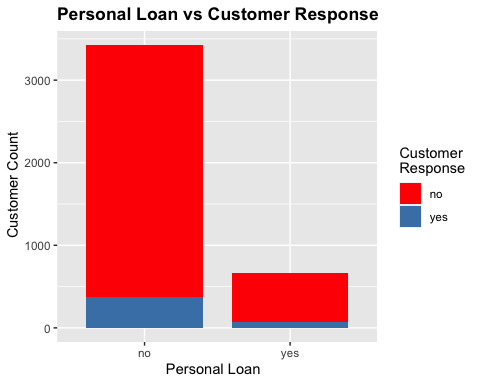 Personal Loan vs Customer Response
3000
2000
1000
0
Customer Count
no
yes
Personal Loan
Customer
Response
no
yes